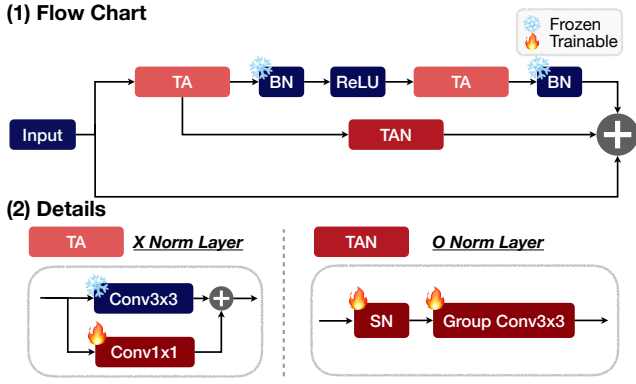 (1) Flow Chart
Frozen
Trainable
TA
BN
ReLU
TA
BN
Input
TAN
(2) Details
TA
X Norm Layer
TAN
O Norm Layer
Conv3x3
Conv1x1
SN
Group Conv3x3